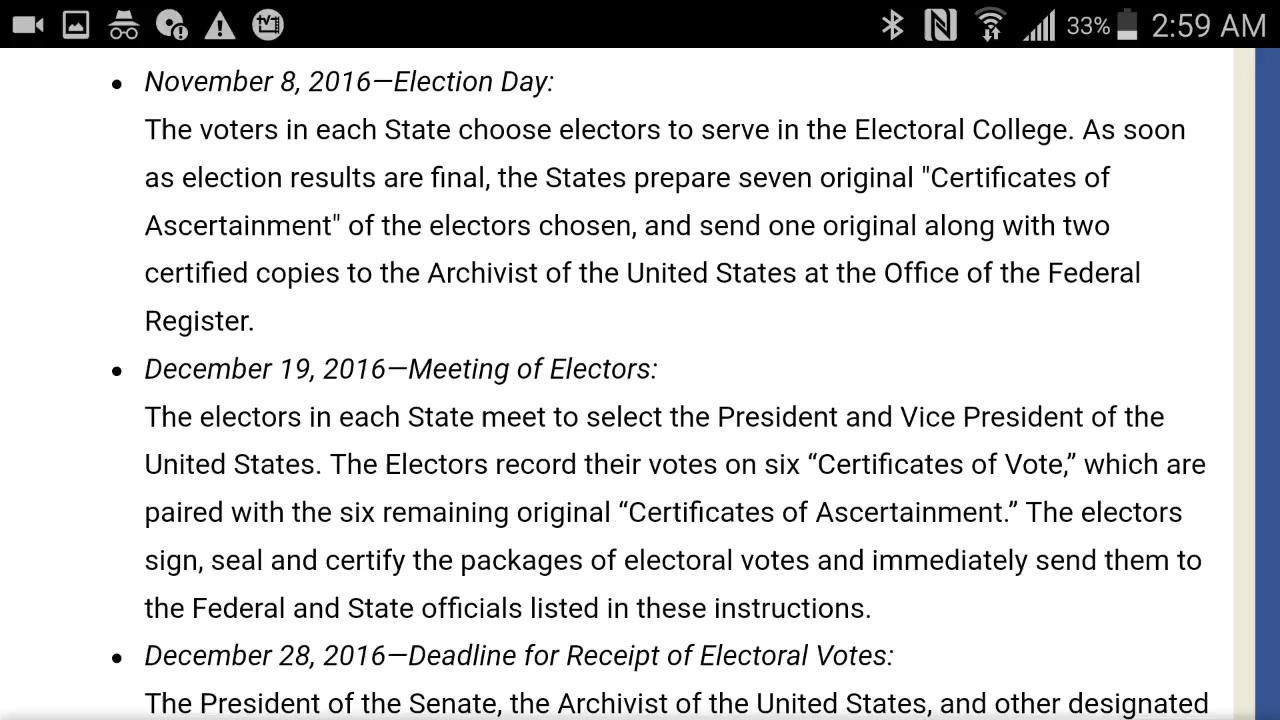 33% 2:59 AM
• November 8, 2016—Election Day:
The voters in each State choose electors to serve in the Electoral College. As soon
as election results are final, the States prepare seven original "Certificates of
Ascertainment" of the electors chosen, and send one original along with two
certified copies to the Archivist of the United States at the Office of the Federal
Register.
• December 19, 2016—Meeting of Electors:
The electors in each State meet to select the President and Vice President of the
United States. The Electors record their votes on six “Certificates of Vote,” which are
paired with the six remaining original “Certificates of Ascertainment.” The electors
sign, seal and certify the packages of electoral votes and immediately send them to
the Federal and State officials listed in these instructions.
• December 28, 2016—Deadline for Receipt of Electoral Votes:
The President of the Senate, the Archivist of the United States, and other designated